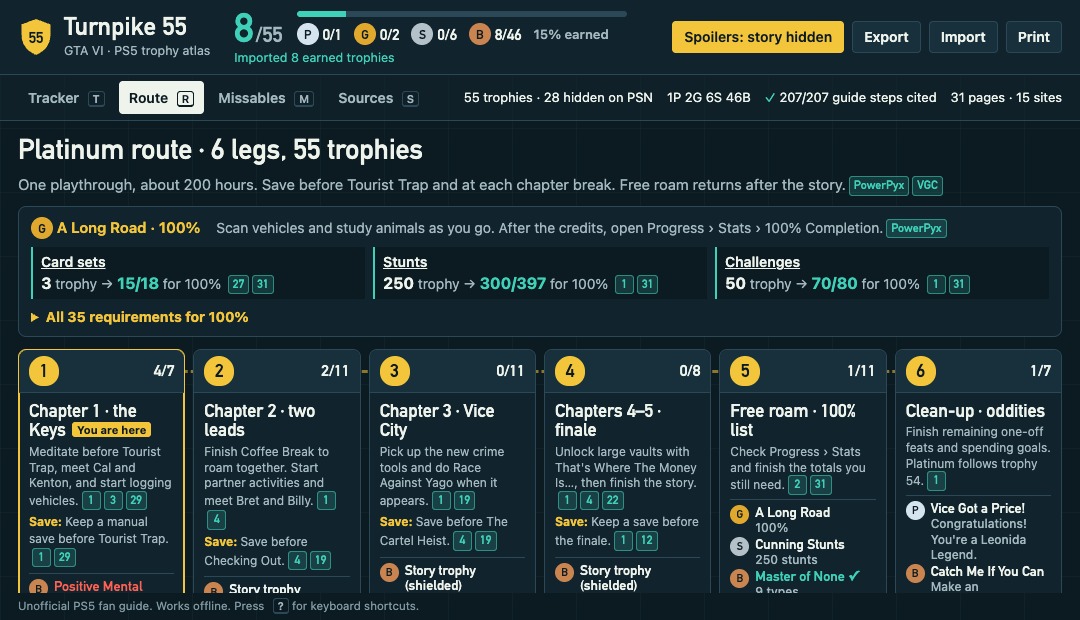 55
Turnpike 55
GTA VI · PS5 trophy atlas
8/55
P 0/1 G 0/2 S 0/6 B 8/46 15% earned
Imported 8 earned trophies
Spoilers: story hidden
Export
Import
Print
Tracker T
Route R
Missables M
Sources S
55 trophies · 28 hidden on PSN 1P 2G 6S 46B ✓ 207/207 guide steps cited 31 pages · 15 sites
Platinum route · 6 legs, 55 trophies
One playthrough, about 200 hours. Save before Tourist Trap and at each chapter break. Free roam returns after the story. PowerPyx VGC
G A Long Road · 100% Scan vehicles and study animals as you go. After the credits, open Progress › Stats › 100% Completion. PowerPyx
Card sets
3 trophy → 15/18 for 100% 27 31
Stunts
250 trophy → 300/397 for 100% 1 31
Challenges
50 trophy → 70/80 for 100% 1 31
▶ All 35 requirements for 100%
1 4/7
Chapter 1 · the
Keys You are here
Meditate before Tourist
Trap, meet Cal and
Kenton, and start logging
vehicles. 1 3 29
Save: Keep a manual
save before Tourist Trap.
1 29
B Positive Mental
2 2/11
Chapter 2 · two
leads
Finish Coffee Break to
roam together. Start
partner activities and
meet Bret and Billy. 1
4
Save: Save before
Checking Out. 4 19
B Story trophy
3 0/11
Chapter 3 · Vice
City
Pick up the new crime
tools and do Race
Against Yago when it
appears. 1 19
Save: Save before The
Cartel Heist. 4 19
B Story trophy
(shielded)
4 0/8
Chapters 4–5 ·
finale
Unlock large vaults with
That's Where The Money
Is…, then finish the story.
1 4 22
Save: Keep a save before
the finale. 1 12
B Story trophy
(shielded)
5 1/11
Free roam · 100%
list
Check Progress › Stats
and finish the totals you
still need. 2 31
G A Long Road
100%
S Cunning Stunts
250 stunts
B Master of None ✓
9 types
6 1/7
Clean-up · oddities
Finish remaining one-off
feats and spending goals.
Platinum follows trophy
54. 1
P Vice Got a Price!
Congratulations!
You're a Leonida
Legend.
B Catch Me If You Can
Make an
Unofficial PS5 fan guide. Works offline. Press ? for keyboard shortcuts.